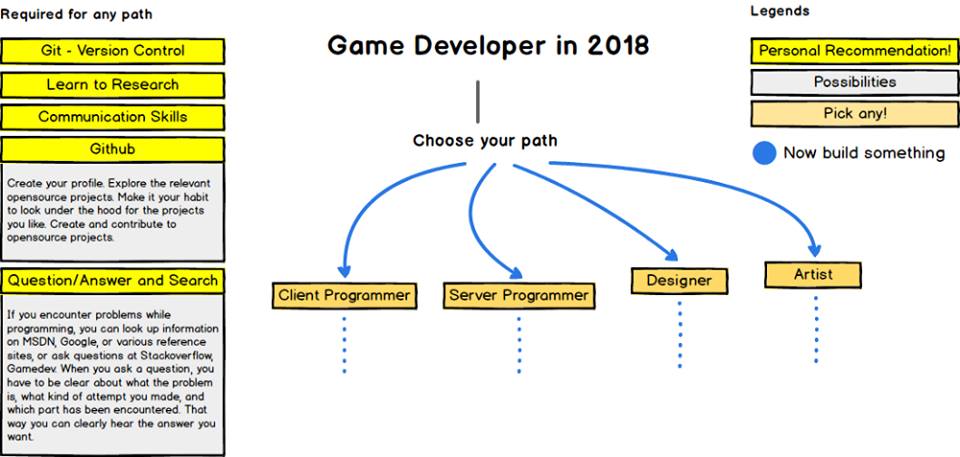 Required for any path
Git - Version Control
Learn to Research
Communication Skills
Github
Create your profile. Explore the relevant
opensource projects. Make it your habit
to look under the hood for the projects
you like. Create and contribute to
opensource projects.
Question/Answer and Search
If you encounter problems while
programming, you can look up information
on MSDN, Google, or various reference
sites, or ask questions at Stackoverflow,
Gamedev. When you ask a question, you
have to be clear about what the problem
is, what kind of attempt you made, and
which part has been encountered. That
way you can clearly hear the answer you
want.
Game Developer in 2018
Choose your path
Client Programmer
Server Programmer
Designer
Artist
Legends
Personal Recommendation!
Possibilities
Pick any!
Now build something